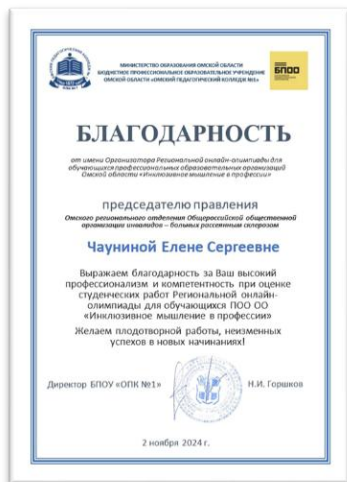 МИНИСТЕРСТВО ОБРАЗОВАНИЯ ОМСКОЙ ОБЛАСТИ
БЮДЖЕТНОЕ ПРОФЕССИОНАЛЬНОЕ ОБРАЗОВАТЕЛЬНОЕ УЧРЕЖДЕНИЕ
ОМСКОЙ ОБЛАСТИ «ОМСКИЙ ПЕДАГОГИЧЕСКИЙ КОЛЛЕДЖ №1»
БПОО
БЛАГОДАРНОСТЬ
от имени Организатора Региональной онлайн-олимпиады для
обучающихся профессиональных образовательных организаций
Омской области «Инклюзивное мышление в профессии»
председателю правления
Омского регионального отделения Общероссийской общественной
организации инвалидов – больных рассеянным склерозом
Чауниной Елене Сергеевне
Выражаем благодарность за Ваш высокий
профессионализм и компетентность при оценке
студенческих работ Региональной онлайн-
олимпиады для обучающихся ПОО ОО
«Инклюзивное мышление в профессии»
Желаем плодотворной работы, неизменных
успехов в новых начинаниях!
Директор БПОУ «ОПК №1»
Н.И. Горшков
2 ноября 2024 г.